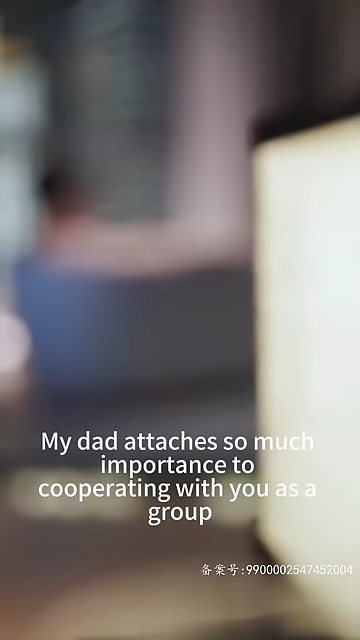 My dad attaches so much
importance to
cooperating with you as a
group
备案号:9900002547452004